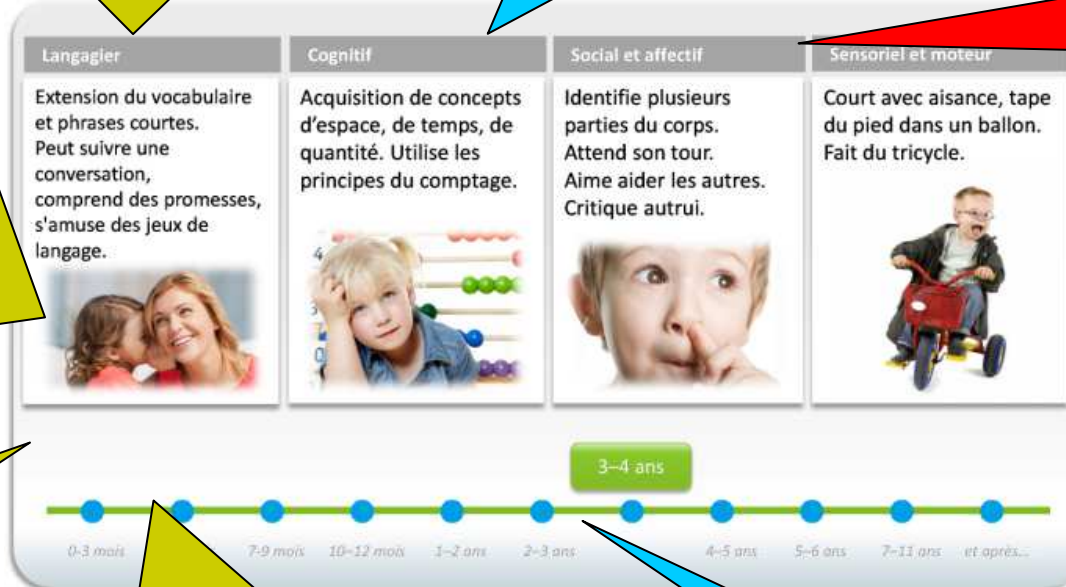 Langagier
Extension du vocabulaire
et phrases courtes.
Peut suivre une
conversation,
comprend des promesses,
s'amuse des jeux de
langage.
Cognitif
Acquisition de concepts
d'espace, de temps, de
quantité. Utilise les
principes du comptage.
4
Social et affectif
Identifie plusieurs
parties du corps.
Attend son tour.
Aime aider les autres.
Critique autrui.
Sensoriel et moteur
Court avec aisance, tape
du pied dans un ballon.
Fait du tricycle.
3–4 ans
0-3 mois 7-9 mois 10–12 mois 1–2 ans 2–3 ans 4–5 ans 5–6 ans 7–11 ans et après...